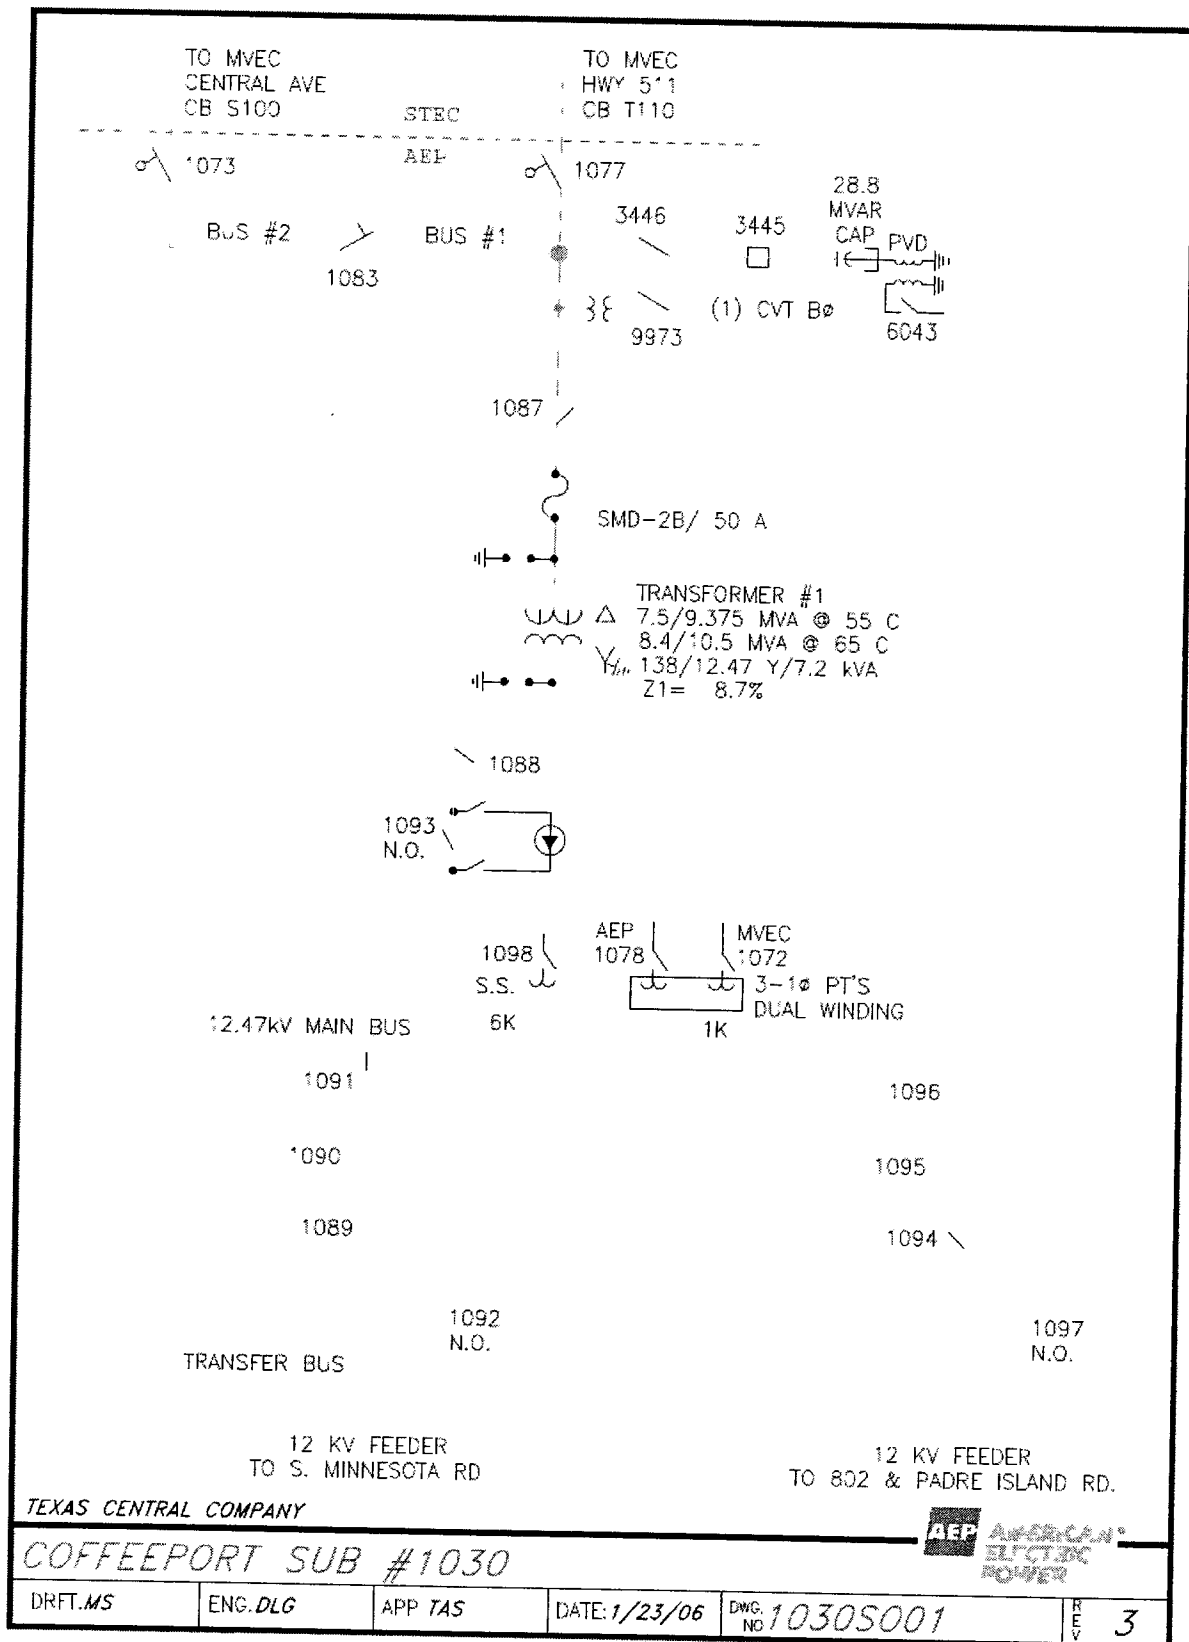 TO MVEC
CENTRAL AVE
CB S100
TO MVEC
HWY 511
CB T110
STEC
AEP
1073
1077
BUS #2
1083
BUS #1
3446
3445
28.8
MVAR
CAP
PVD
9973
(1) CVT BØ
6043
1087
SMD-2B/ 50 A
TRANSFORMER #1
7.5/9.375 MVA @ 55 C
8.4/10.5 MVA @ 65 C
138/12.47 Y/7.2 kVA
Z1= 8.7%
1088
1093
N.O.
1098
S.S.
6K
AEP
1078
MVEC
1072
3-1Ø PT'S
DUAL WINDING
1K
12.47kV MAIN BUS
1091
1096
1090
1095
1089
1094
1092
N.O.
1097
N.O.
TRANSFER BUS
12 KV FEEDER
TO S. MINNESOTA RD
12 KV FEEDER
TO 802 & PADRE ISLAND RD.
TEXAS CENTRAL COMPANY
AEP AMERICAN
ELECTRIC
POWER
COFFEEPORT SUB #1030
DRFT.MS
ENG.DLG
APP TAS
DATE:1/23/06
DWG.
NO 1030S001
REV 3